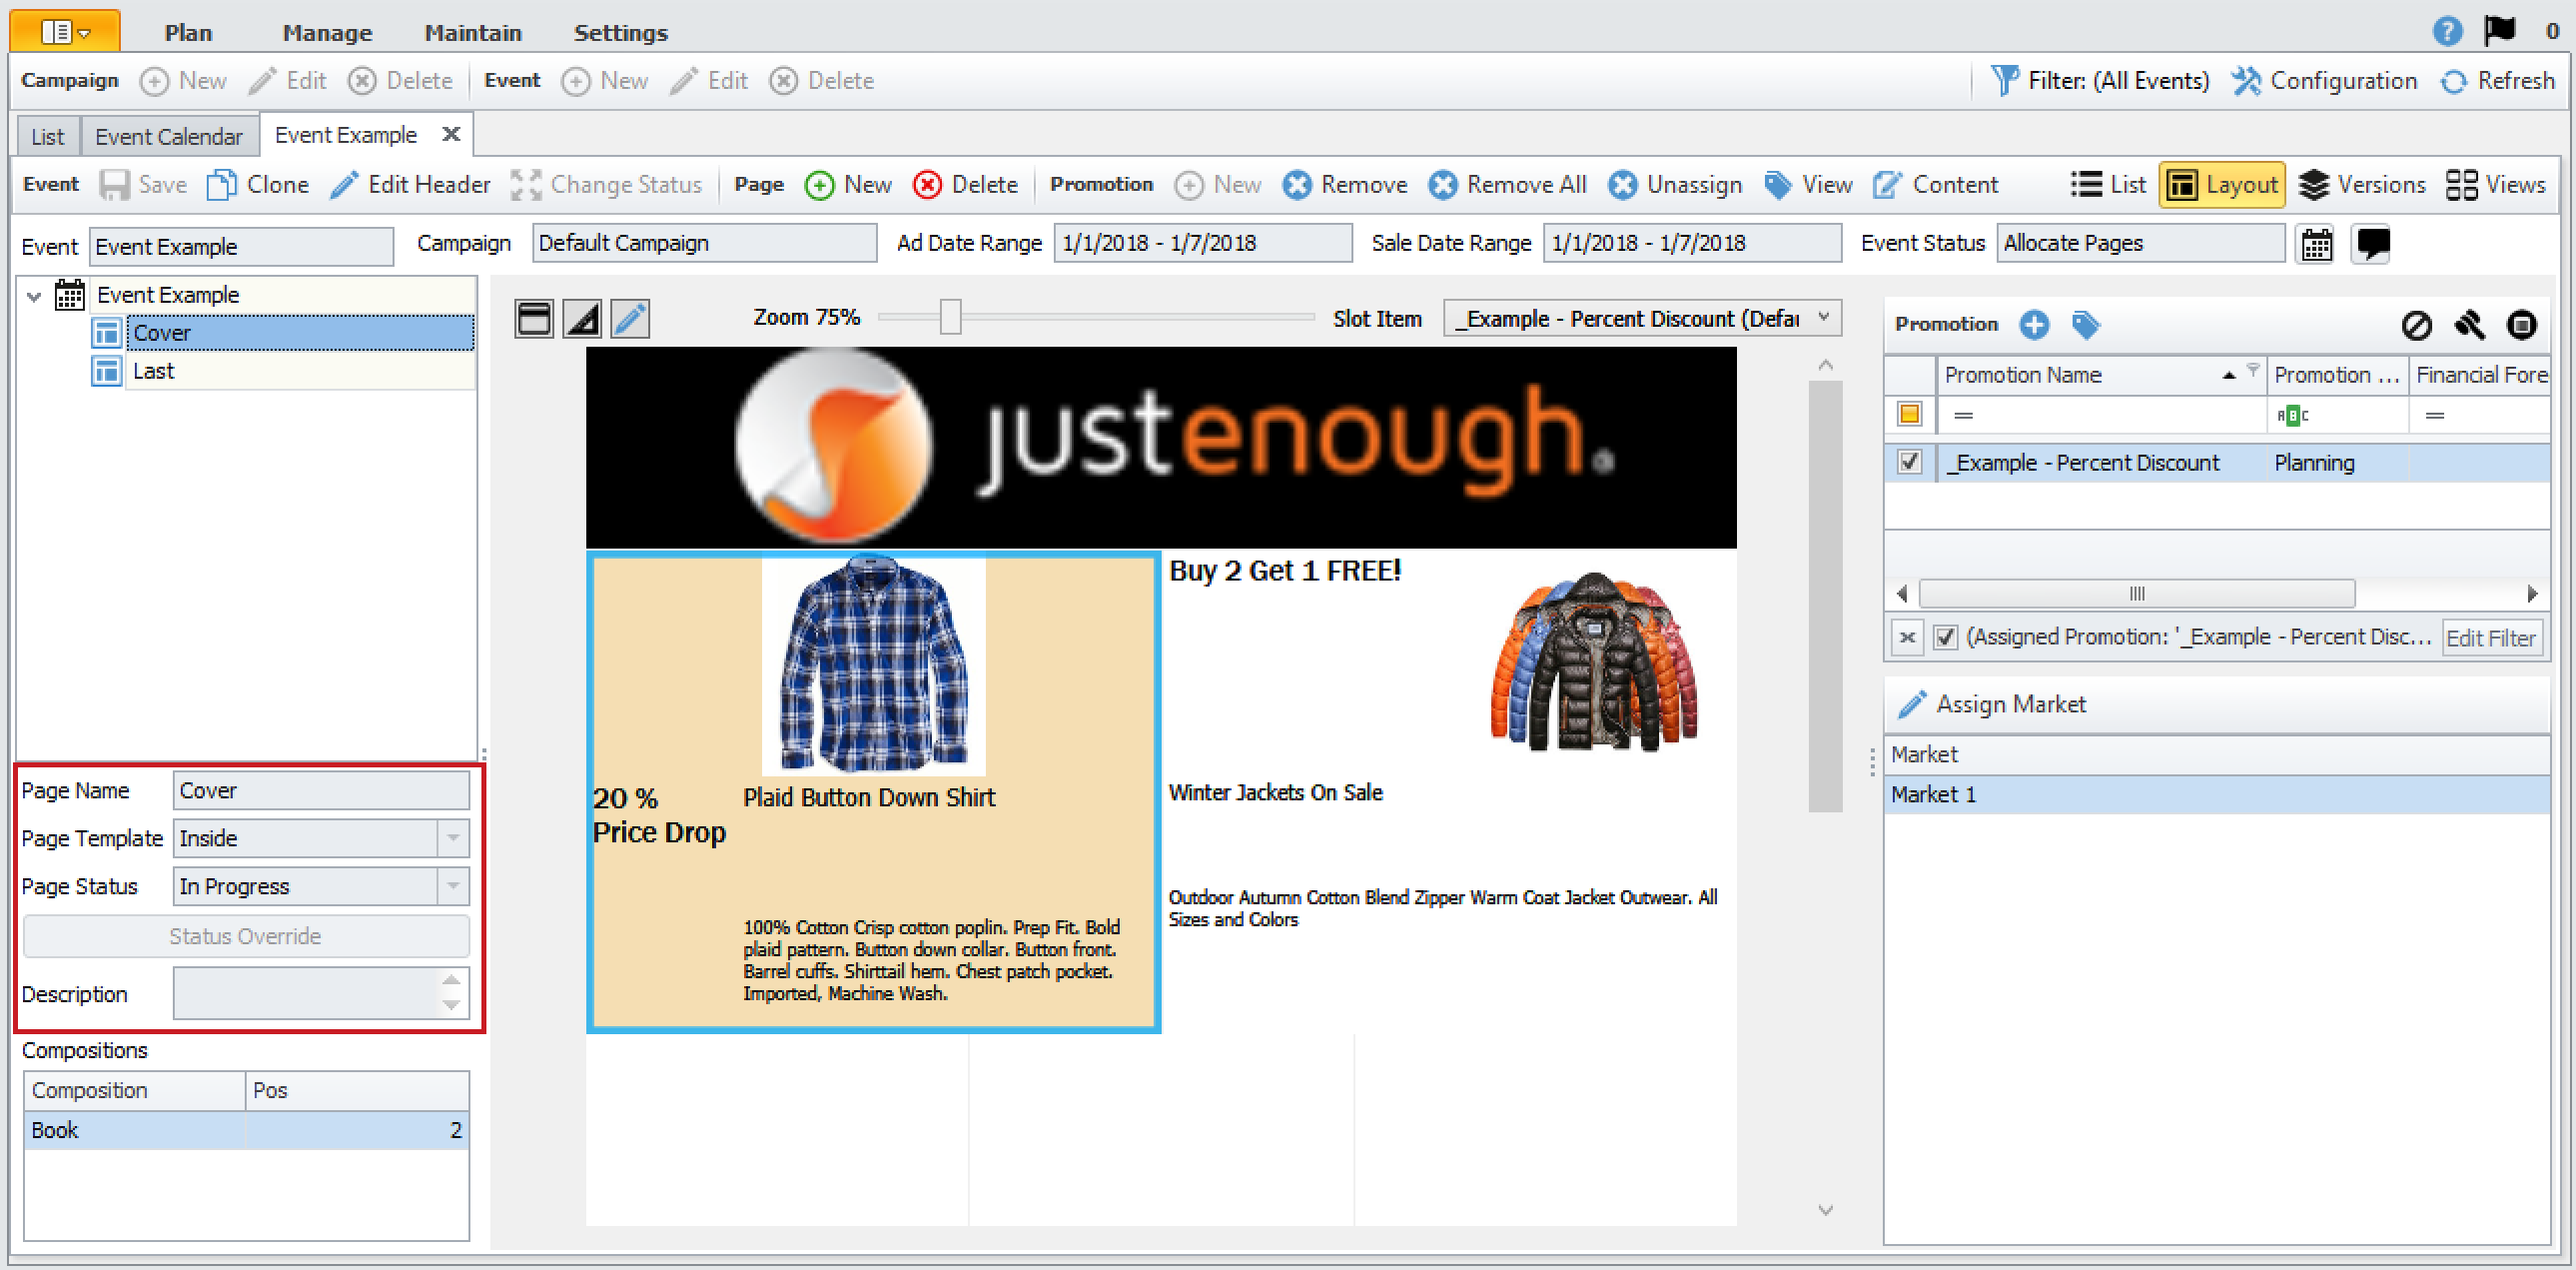 Plan Manage Maintain Settings ? 0
Campaign New Edit Delete Event New Edit Delete Filter: (All Events) Configuration Refresh
List Event Calendar Event Example
Event Save Clone Edit Header Change Status Page New Delete Promotion New Remove Remove All Unassign View Content List Layout Versions Views
Event Event Example Campaign Default Campaign Ad Date Range 1/1/2018 - 1/7/2018 Sale Date Range 1/1/2018 - 1/7/2018 Event Status Allocate Pages
Event Example
Cover
Last
Page Name Cover
Page Template Inside
Page Status In Progress
Status Override
Description
Compositions
Composition Pos
Book 2
Zoom 75% Slot Item _Example - Percent Discount (Defau
justenough®
20 %
Price Drop
Plaid Button Down Shirt
100% Cotton Crisp cotton poplin. Prep Fit. Bold
plaid pattern. Button down collar. Button front.
Barrel cuffs. Shirttail hem. Chest patch pocket.
Imported, Machine Wash.
Buy 2 Get 1 FREE!
Winter Jackets On Sale
Outdoor Autumn Cotton Blend Zipper Warm Coat Jacket Outwear. All
Sizes and Colors
Promotion
Promotion Name Promotion ... Financial Fore
= ABC =
_Example - Percent Discount Planning
(Assigned Promotion: '_Example - Percent Disc... Edit Filter
Assign Market
Market
Market 1